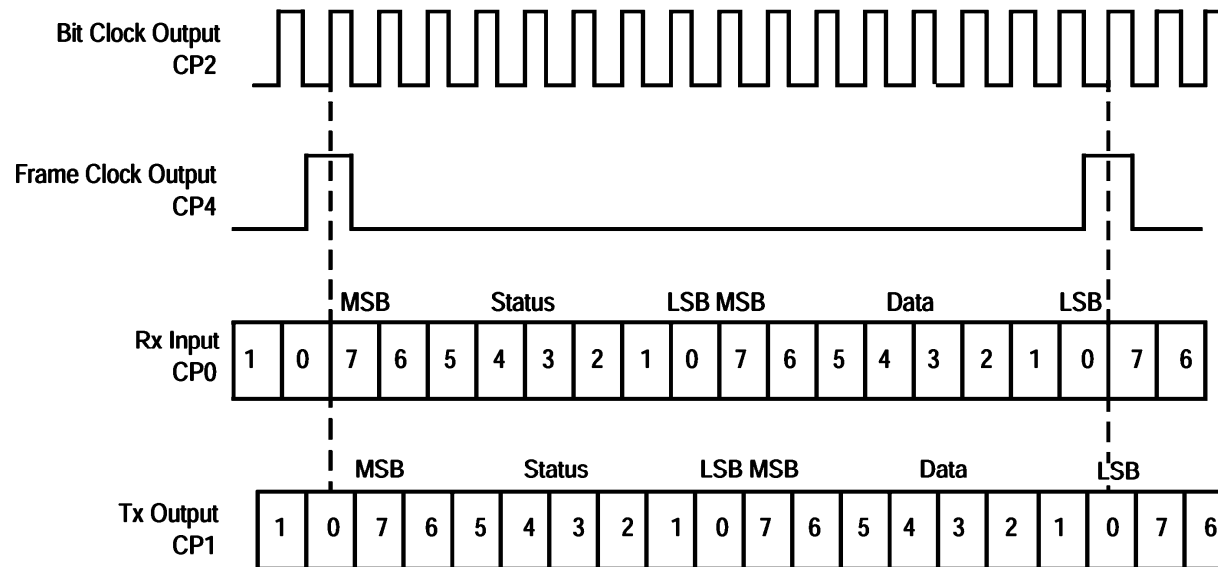 Bit Clock Output
CP2
Frame Clock Output
CP4
MSB Status LSB MSB Data LSB
Rx Input
CP0
1 0 7 6 5 4 3 2 1 0 7 6 5 4 3 2 1 0 7 6
MSB Status LSB MSB Data LSB
Tx Output
CP1
1 0 7 6 5 4 3 2 1 0 7 6 5 4 3 2 1 0 7 6